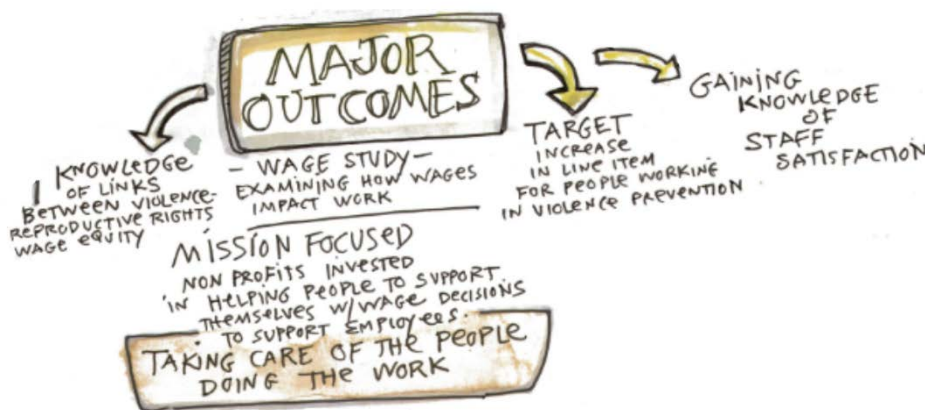 MAJOR
OUTCOMES
KNOWLEDGE
OF LINKS
BETWEEN VIOLENCE-
REPRODUCTIVE RIGHTS
WAGE EQUITY
- WAGE STUDY -
EXAMINING HOW WAGES
IMPACT WORK
TARGET
INCREASE
IN LINE ITEM
FOR PEOPLE WORKING
IN VIOLENCE PREVENTION
GAINING
KNOWLEDGE
OF
STAFF
SATISFACTION
MISSION FOCUSED
NON PROFITS INVESTED
IN HELPING PEOPLE TO SUPPORT
THEMSELVES W/WAGE DECISIONS
TO SUPPORT EMPLOYEES.
TAKING CARE OF THE PEOPLE
DOING THE WORK